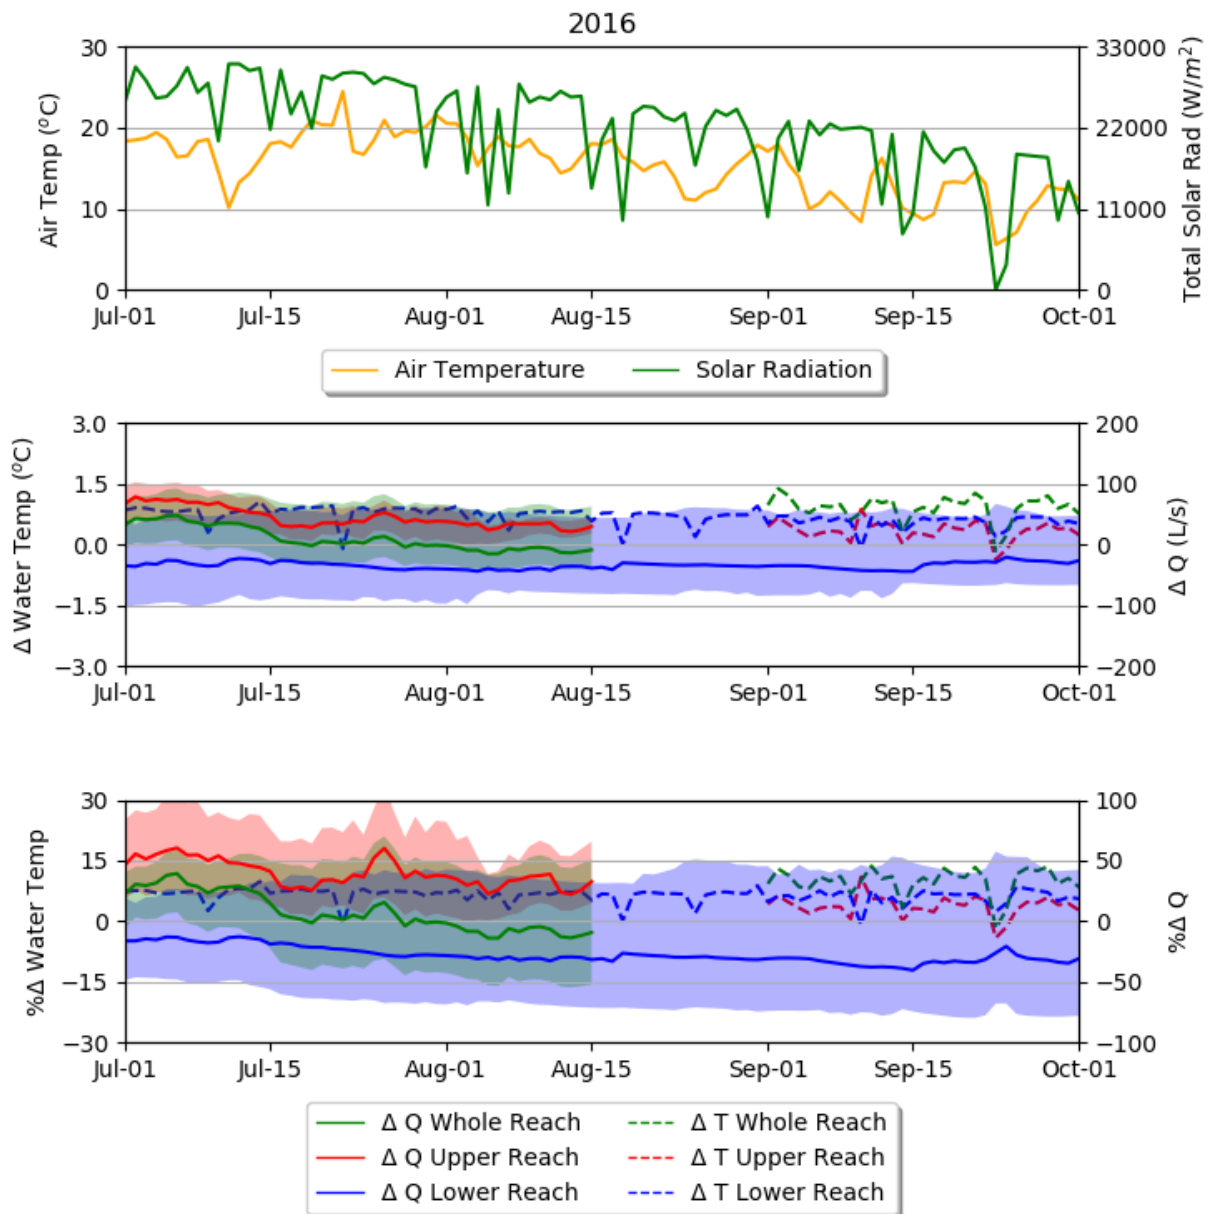 2016
30
20
10
0
Air Temp (°C)
33000
22000
11000
0
Total Solar Rad (W/m²)
Jul-01 Jul-15 Aug-01 Aug-15 Sep-01 Sep-15 Oct-01
Air Temperature Solar Radiation
3.0
1.5
0.0
−1.5
−3.0
Δ Water Temp (°C)
200
100
0
−100
−200
Δ Q (L/s)
Jul-01 Jul-15 Aug-01 Aug-15 Sep-01 Sep-15 Oct-01
30
15
0
−15
−30
%Δ Water Temp
100
50
0
−50
−100
%Δ Q
Jul-01 Jul-15 Aug-01 Aug-15 Sep-01 Sep-15 Oct-01
Δ Q Whole Reach Δ T Whole Reach
Δ Q Upper Reach Δ T Upper Reach
Δ Q Lower Reach Δ T Lower Reach